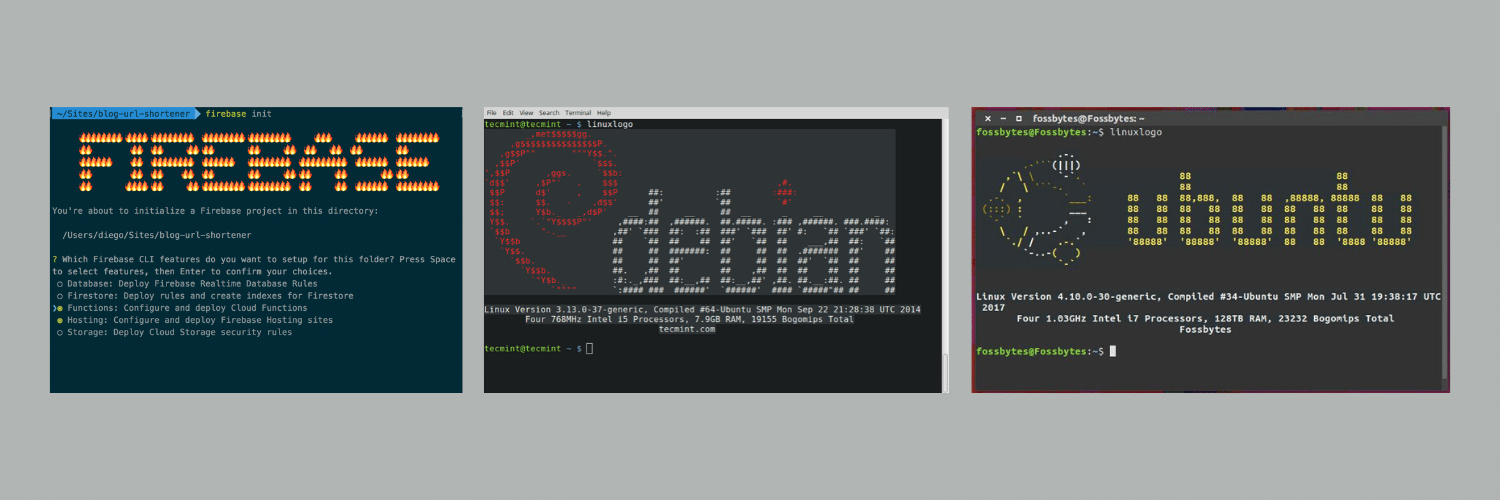 ~/Sites/blog-url-shortener firebase init
FIREBASE
You're about to initialize a Firebase project in this directory:
/Users/diego/Sites/blog-url-shortener
? Which Firebase CLI features do you want to setup for this folder? Press Space
to select features, then Enter to confirm your choices.
○ Database: Deploy Firebase Realtime Database Rules
○ Firestore: Deploy rules and create indexes for Firestore
❯◉ Functions: Configure and deploy Cloud Functions
◉ Hosting: Configure and deploy Firebase Hosting sites
○ Storage: Deploy Cloud Storage security rules
File Edit View Search Terminal Help
tecmint@tecmint ~ $ linuxlogo
debian
Linux Version 3.13.0-37-generic, Compiled #64-Ubuntu SMP Mon Sep 22 21:28:38 UTC 2014
Four 768MHz Intel i5 Processors, 7.9GB RAM, 19155 Bogomips Total
tecmint.com
tecmint@tecmint ~ $
fossbytes@Fossbytes: ~
fossbytes@Fossbytes:~$ linuxlogo
ubuntu
Linux Version 4.10.0-30-generic, Compiled #34-Ubuntu SMP Mon Jul 31 19:38:17 UTC
2017
Four 1.03GHz Intel i7 Processors, 128TB RAM, 23232 Bogomips Total
Fossbytes
fossbytes@Fossbytes:~$